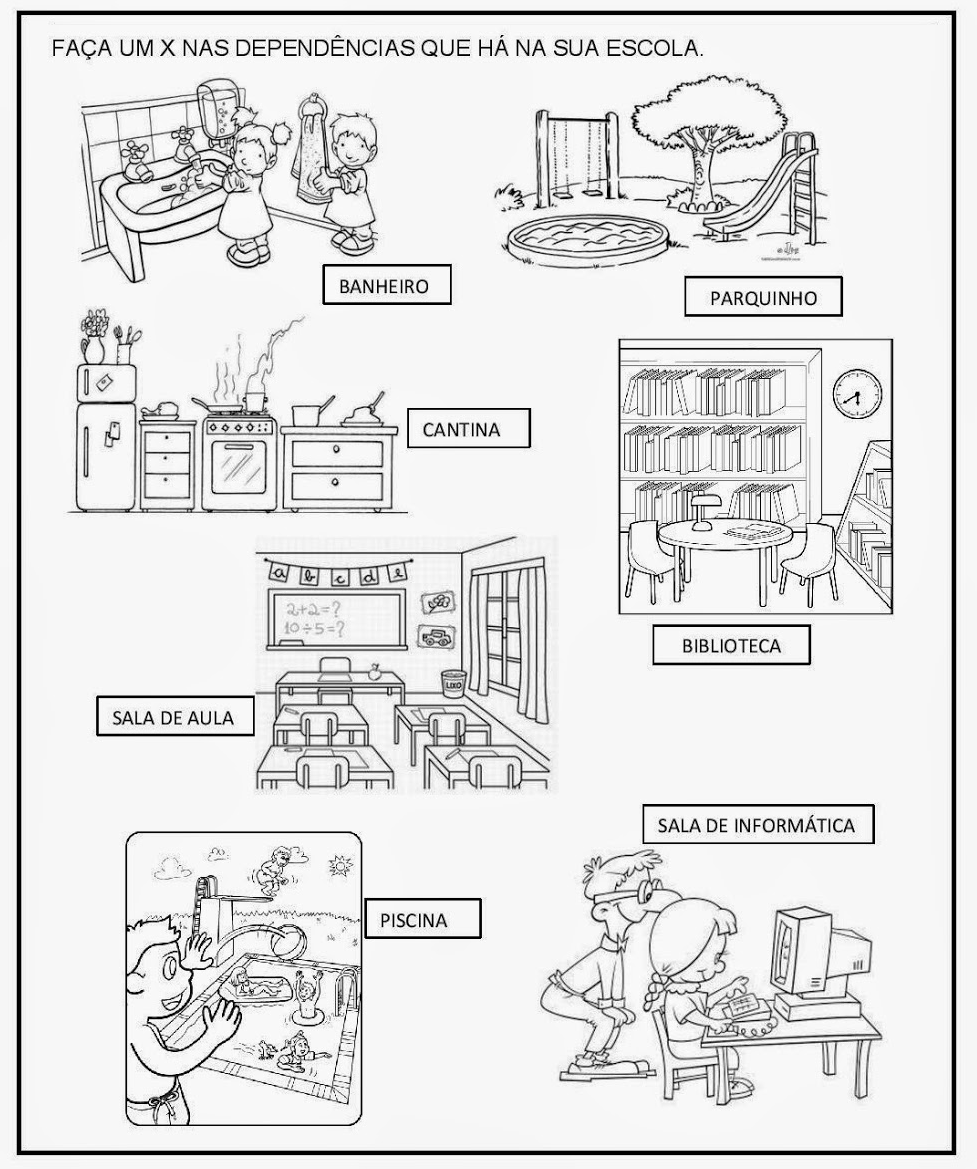 FAÇA UM X NAS DEPENDÊNCIAS QUE HÁ NA SUA ESCOLA.
BANHEIRO
PARQUINHO
CANTINA
a b c d e
2+2=?
10÷5=?
LIXO
BIBLIOTECA
SALA DE AULA
SALA DE INFORMÁTICA
PISCINA